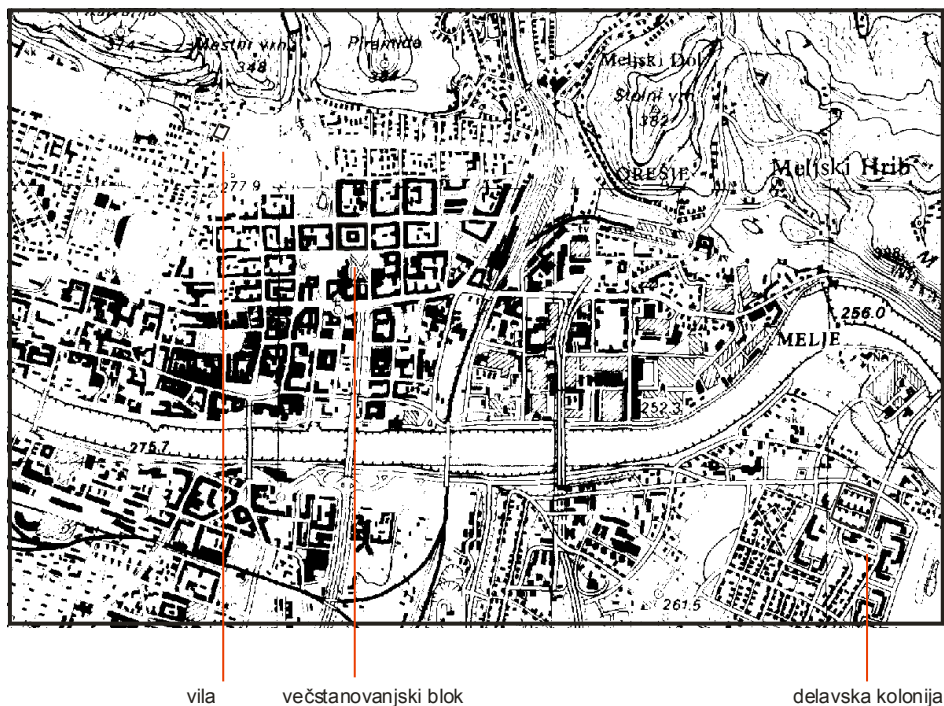 374
Mestni vrh
348
Piramida
384
Meljski Dol
Stolni vrh
382
277.9
OREŠJE
Meljski Hrib
256.0
MELJE
252.3
275.7
261.5
vila
večstanovanjski blok
delavska kolonija